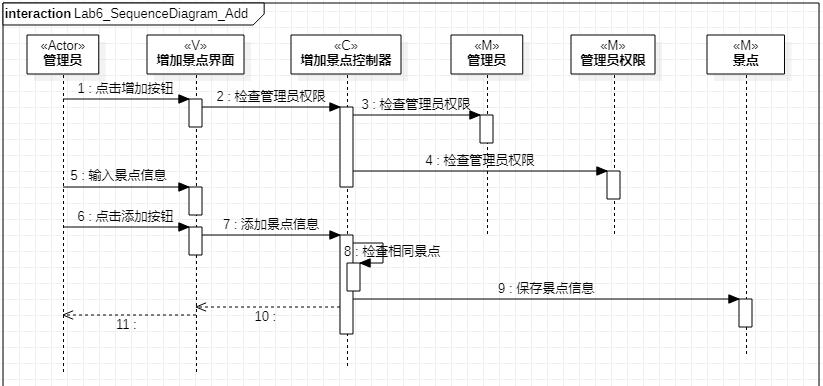 interaction Lab6_SequenceDiagram_Add
«Actor»
管理员
«V»
增加景点界面
«C»
增加景点控制器
«M»
管理员
«M»
管理员权限
«M»
景点
1 : 点击增加按钮
2 : 检查管理员权限
3 : 检查管理员权限
4 : 检查管理员权限
5 : 输入景点信息
6 : 点击添加按钮
7 : 添加景点信息
8 : 检查相同景点
9 : 保存景点信息
10 :
11 :